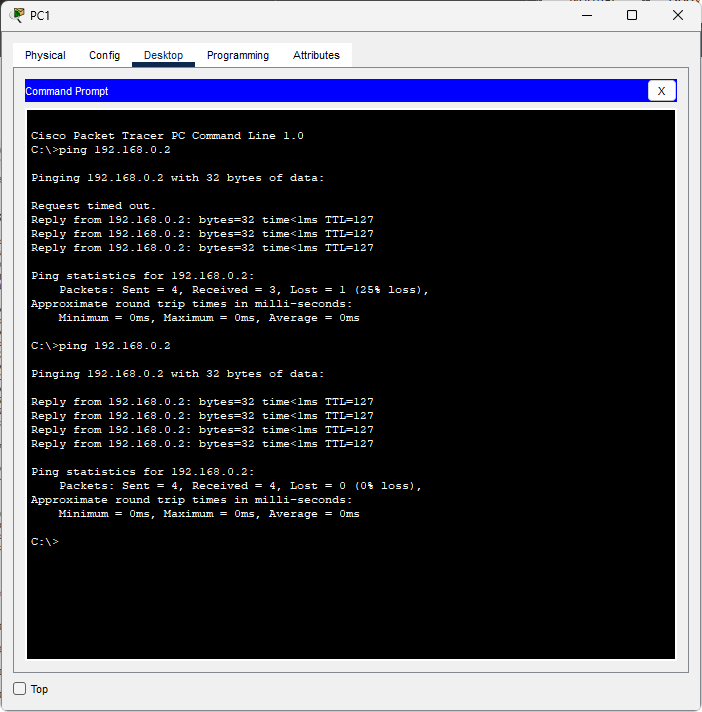 PC1
Physical Config Desktop Programming Attributes
Command Prompt X
Cisco Packet Tracer PC Command Line 1.0
C:\>ping 192.168.0.2
Pinging 192.168.0.2 with 32 bytes of data:
Request timed out.
Reply from 192.168.0.2: bytes=32 time<1ms TTL=127
Reply from 192.168.0.2: bytes=32 time<1ms TTL=127
Reply from 192.168.0.2: bytes=32 time<1ms TTL=127
Ping statistics for 192.168.0.2:
Packets: Sent = 4, Received = 3, Lost = 1 (25% loss),
Approximate round trip times in milli-seconds:
Minimum = 0ms, Maximum = 0ms, Average = 0ms
C:\>ping 192.168.0.2
Pinging 192.168.0.2 with 32 bytes of data:
Reply from 192.168.0.2: bytes=32 time<1ms TTL=127
Reply from 192.168.0.2: bytes=32 time<1ms TTL=127
Reply from 192.168.0.2: bytes=32 time<1ms TTL=127
Reply from 192.168.0.2: bytes=32 time<1ms TTL=127
Ping statistics for 192.168.0.2:
Packets: Sent = 4, Received = 4, Lost = 0 (0% loss),
Approximate round trip times in milli-seconds:
Minimum = 0ms, Maximum = 0ms, Average = 0ms
C:\>
Top